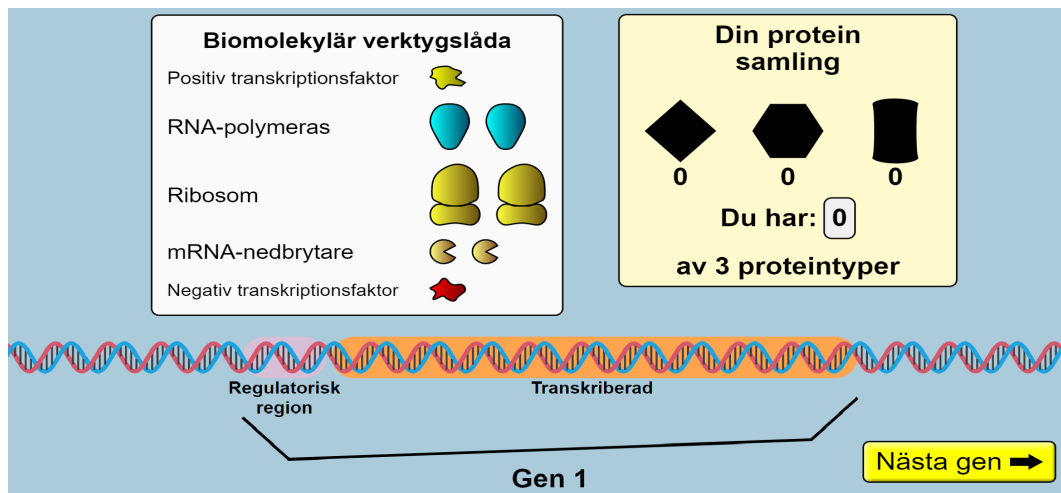 Biomolekylär verktygslåda
Positiv transkriptionsfaktor
RNA-polymeras
Ribosom
mRNA-nedbrytare
Negativ transkriptionsfaktor
Din protein
samling
0 0 0
Du har: 0
av 3 proteintyper
Regulatorisk
region
Transkriberad
Gen 1
Nästa gen